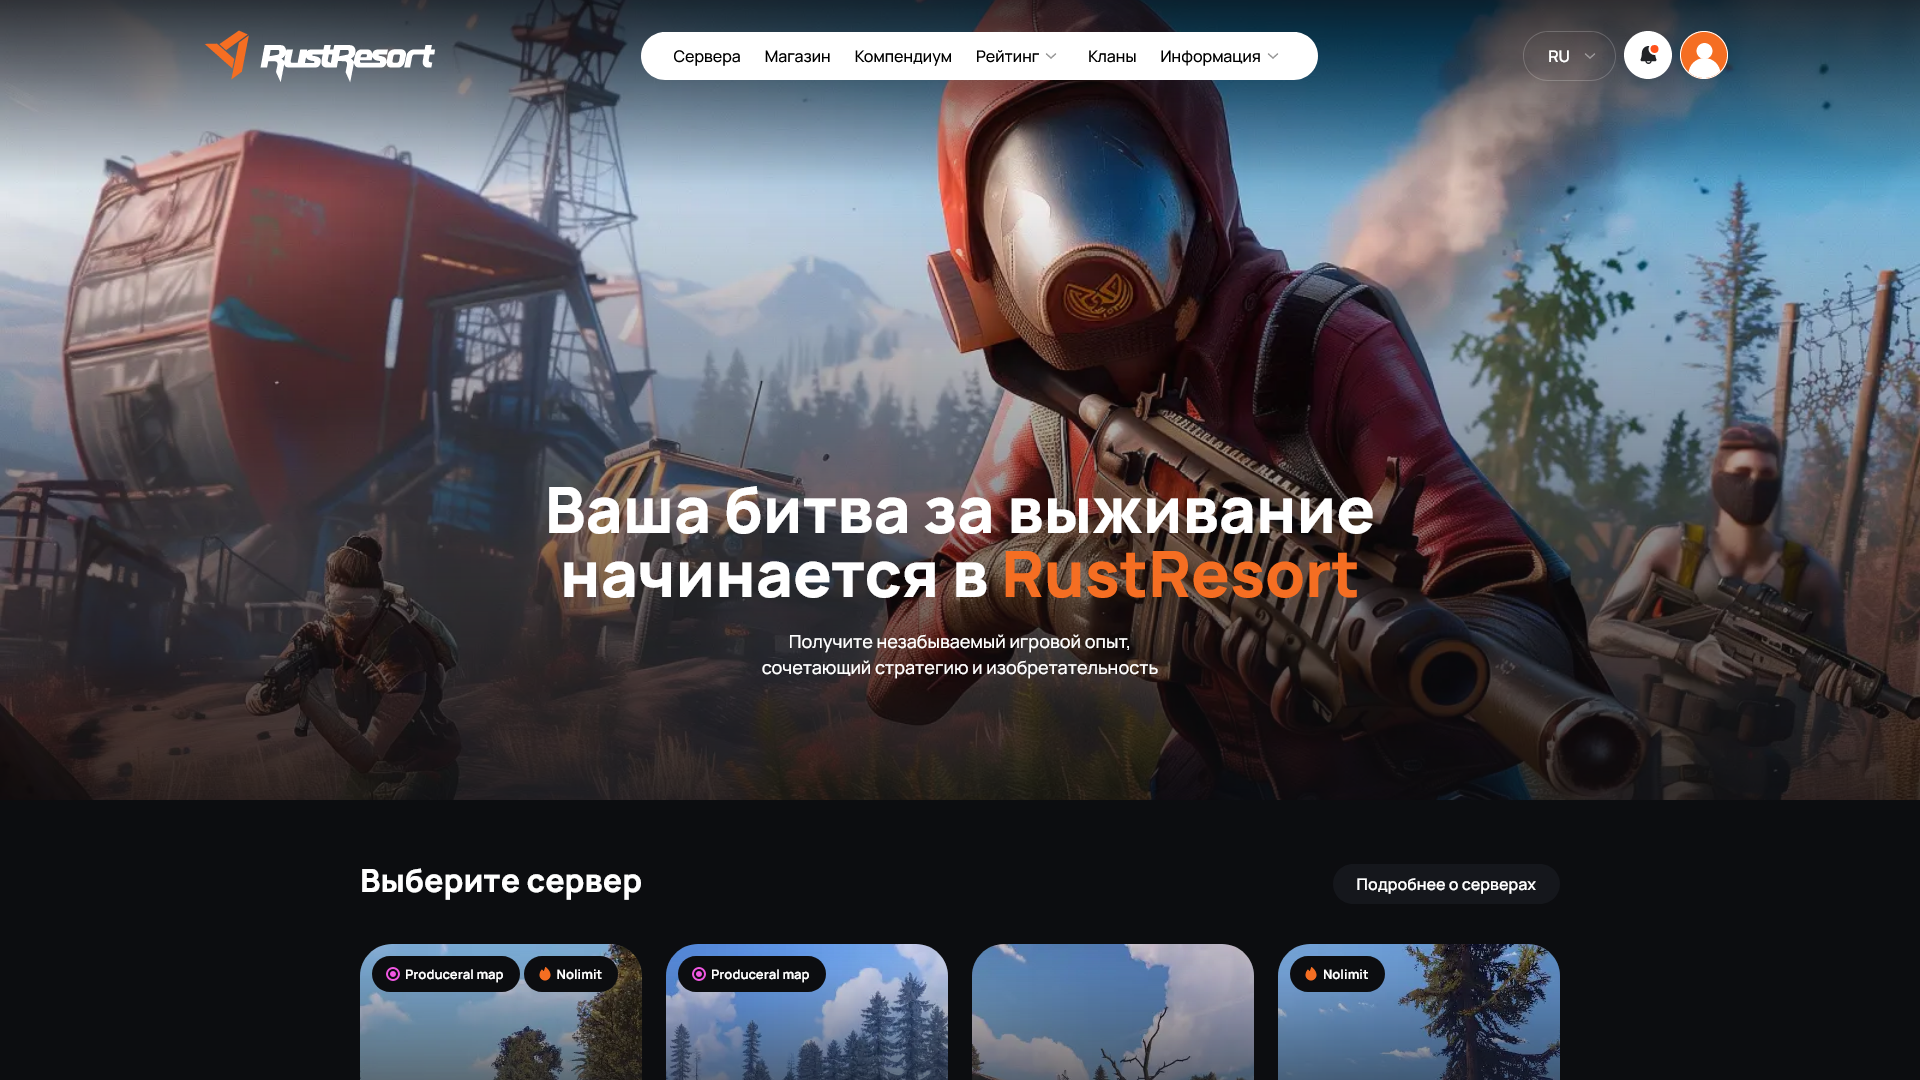 RustResort
Сервера Магазин Компендиум Рейтинг Кланы Информация
RU
Ваша битва за выживание
начинается в RustResort
Получите незабываемый игровой опыт,
сочетающий стратегию и изобретательность
Выберите сервер
Подробнее о серверах
Produceral map Nolimit
Produceral map
Nolimit